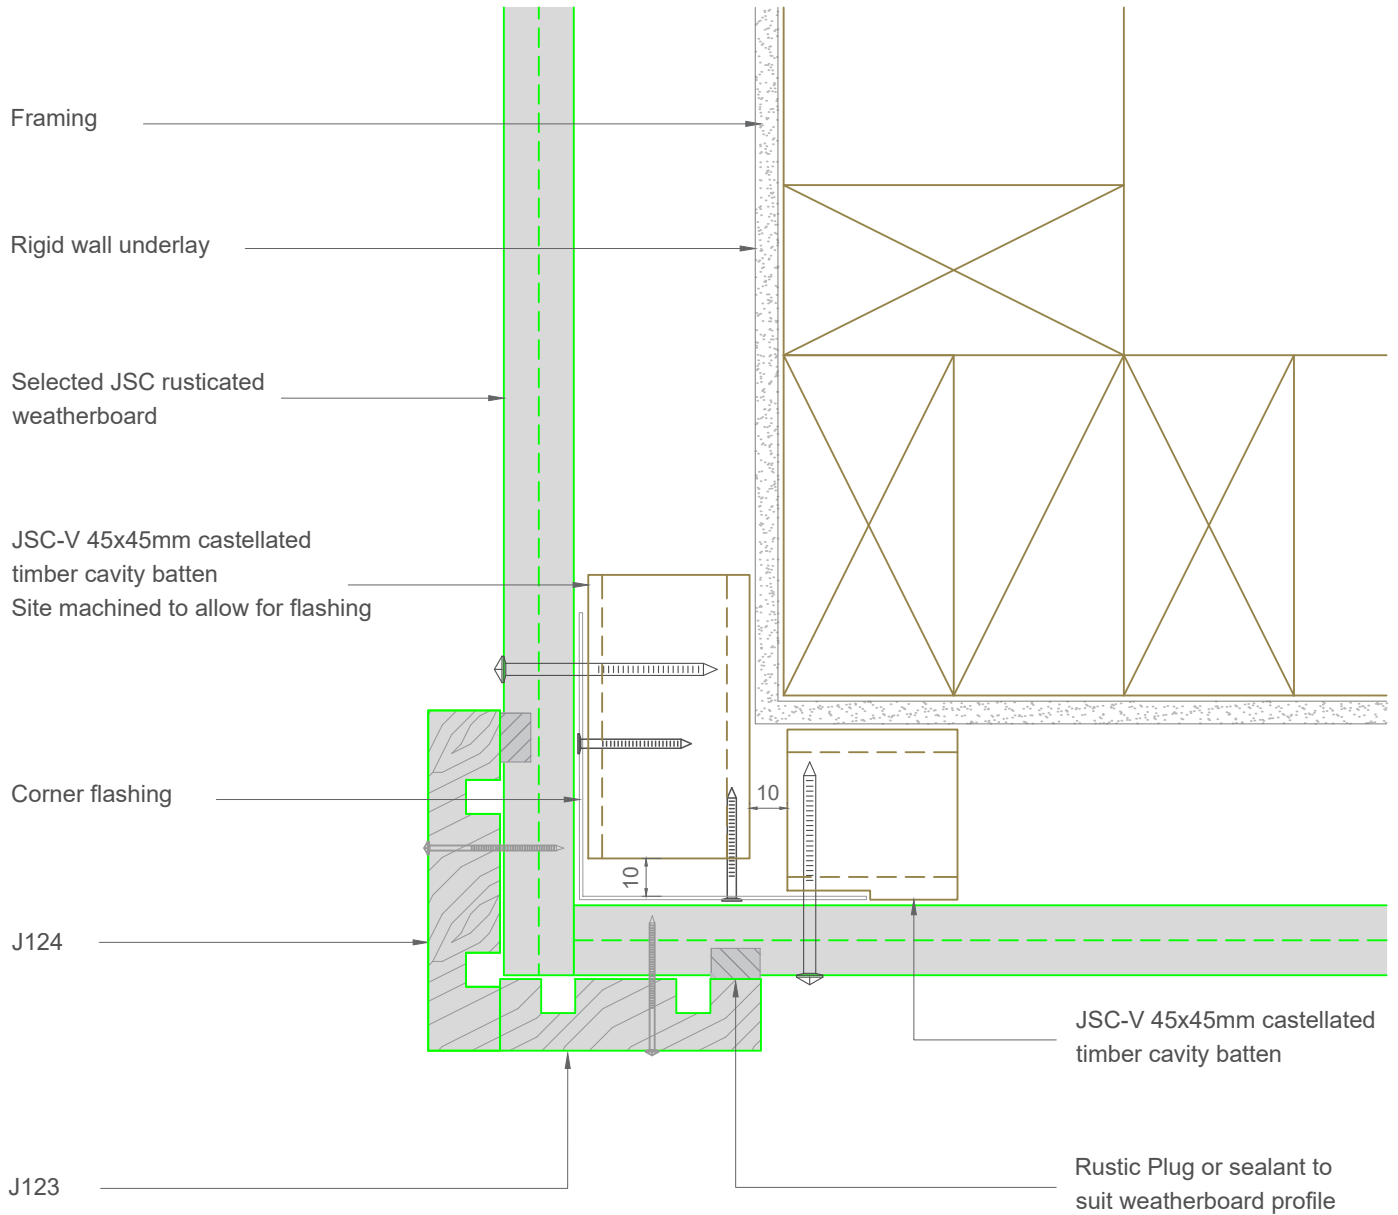 Framing
Rigid wall underlay
Selected JSC rusticated
weatherboard
JSC-V 45x45mm castellated
timber cavity batten
Site machined to allow for flashing
Corner flashing
10
10
J124
JSC-V 45x45mm castellated
timber cavity batten
J123
Rustic Plug or sealant to
suit weatherboard profile